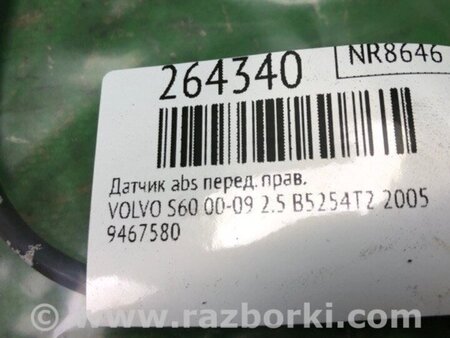 264340
NR8646
Датчик abs перед. прав.
VOLVO S60 00-09 2.5 B5254T2 2005
9467580
www.razborki.com